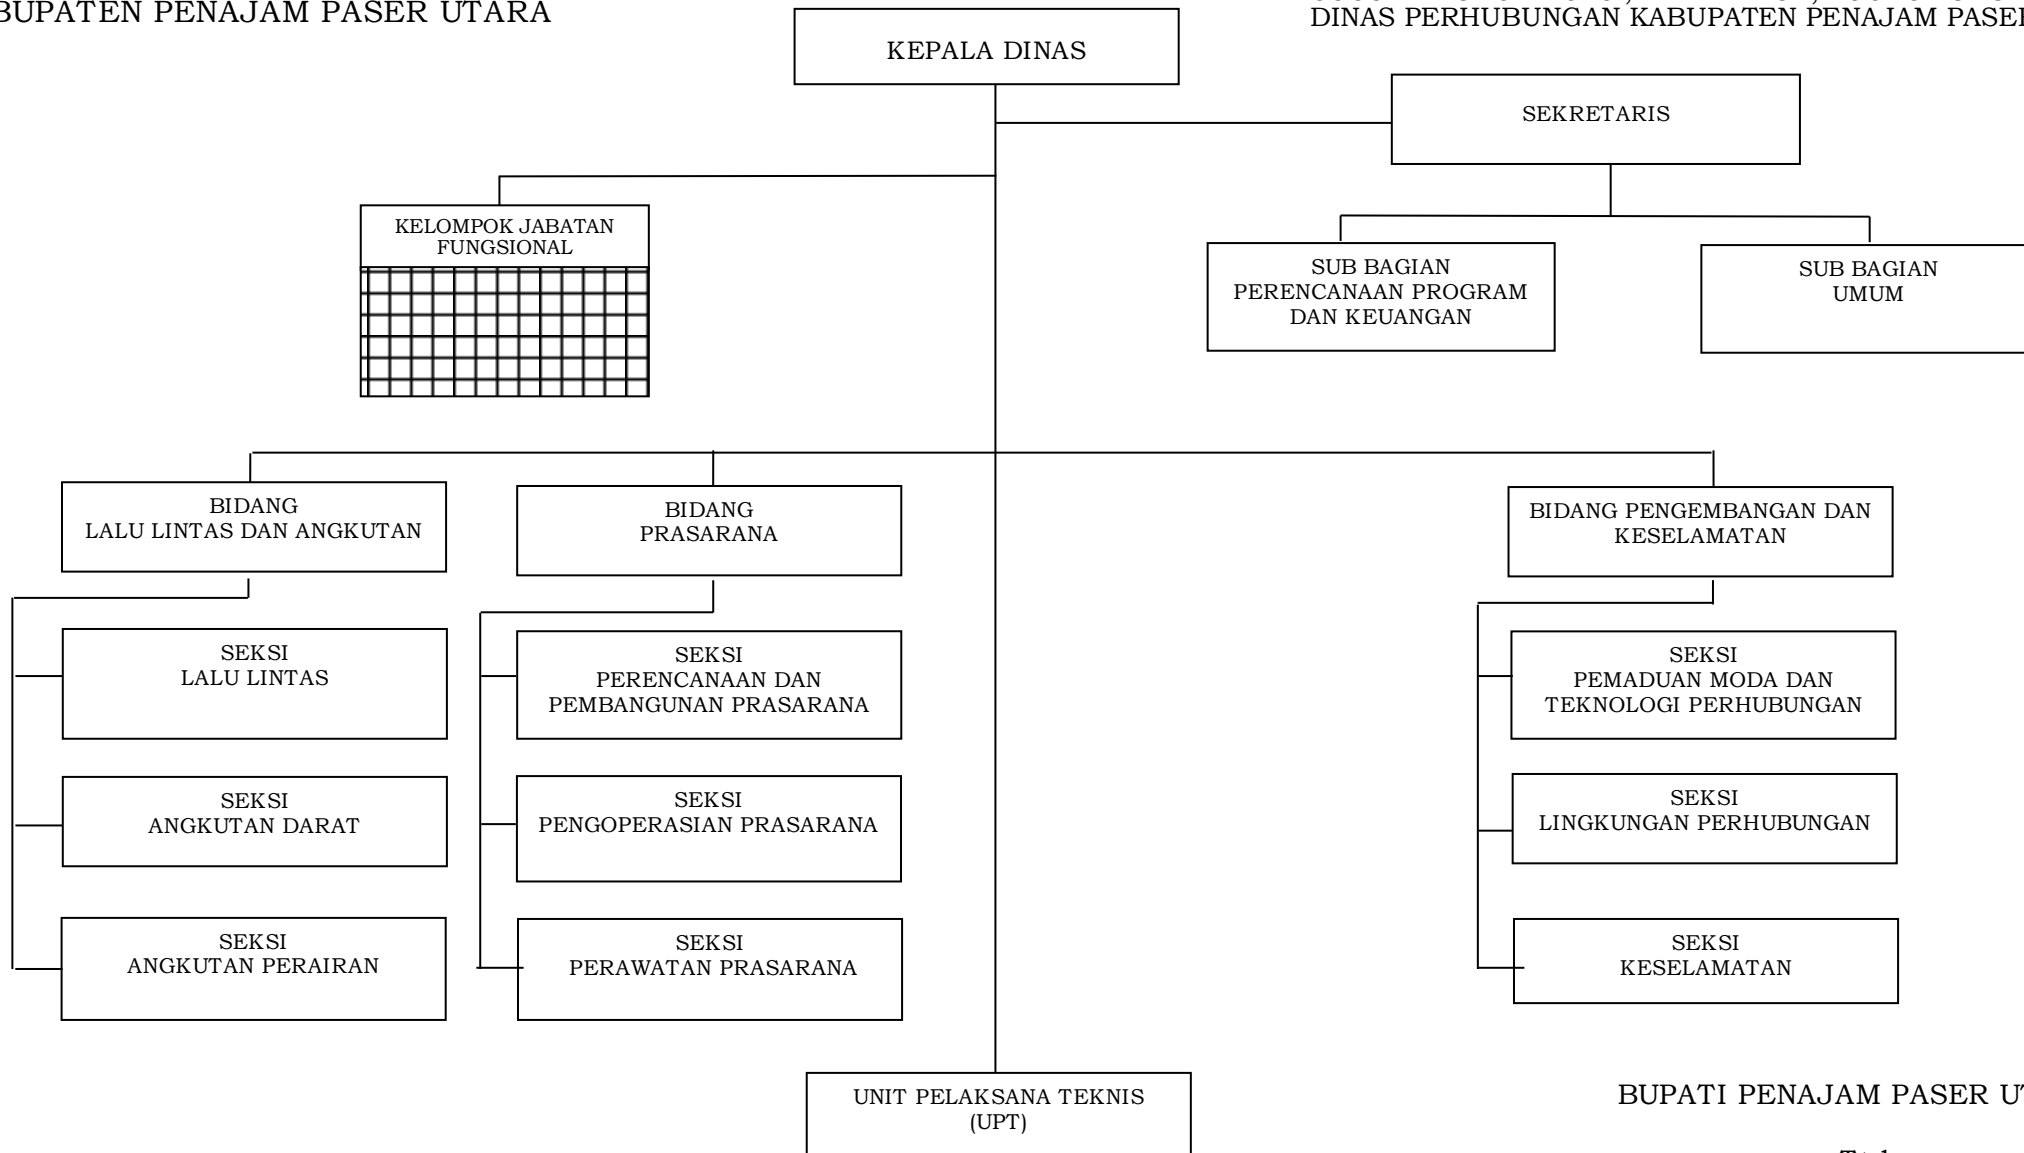 BUPATEN PENAJAM PASER UTARA
DINAS PERHUBUNGAN KABUPATEN PENAJAM PASER
KEPALA DINAS
SEKRETARIS
KELOMPOK JABATAN
FUNGSIONAL
SUB BAGIAN
PERENCANAAN PROGRAM
DAN KEUANGAN
SUB BAGIAN
UMUM
BIDANG
LALU LINTAS DAN ANGKUTAN
BIDANG
PRASARANA
BIDANG PENGEMBANGAN DAN
KESELAMATAN
SEKSI
LALU LINTAS
SEKSI
PERENCANAAN DAN
PEMBANGUNAN PRASARANA
SEKSI
PEMADUAN MODA DAN
TEKNOLOGI PERHUBUNGAN
SEKSI
ANGKUTAN DARAT
SEKSI
PENGOPERASIAN PRASARANA
SEKSI
LINGKUNGAN PERHUBUNGAN
SEKSI
ANGKUTAN PERAIRAN
SEKSI
PERAWATAN PRASARANA
SEKSI
KESELAMATAN
UNIT PELAKSANA TEKNIS
(UPT)
BUPATI PENAJAM PASER UT